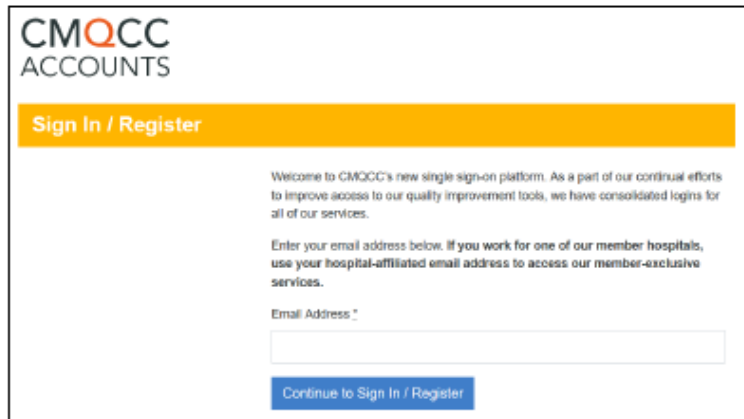 CMQCC
ACCOUNTS
Sign In / Register
Welcome to CMQCC's new single sign-on platform. As a part of our continual efforts
to improve access to our quality improvement tools, we have consolidated logins for
all of our services.
Enter your email address below. If you work for one of our member hospitals,
use your hospital-affiliated email address to access our member-exclusive
services.
Email Address *
Continue to Sign In / Register